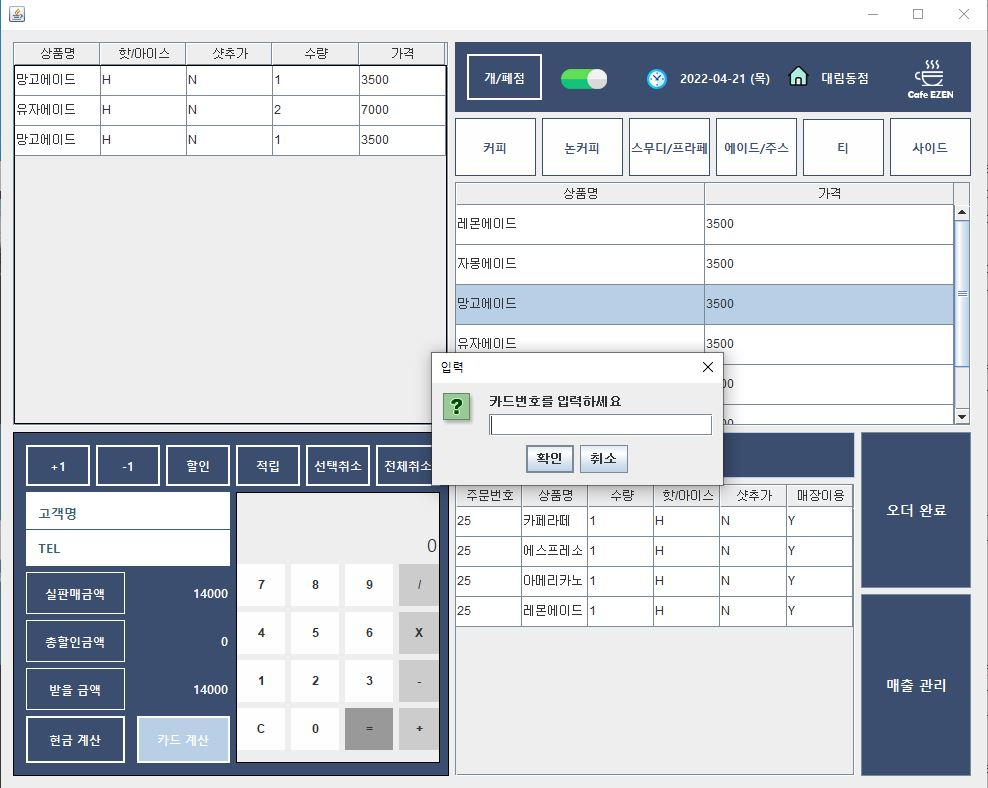 상품명 핫/아이스 샷추가 수량 가격
망고에이드 H N 1 3500
유자에이드 H N 2 7000
망고에이드 H N 1 3500
개/폐점 2022-04-21 (목) 대림동점 Cafe EZEN
커피 논커피 스무디/프라페 에이드/주스 티 사이드
상품명 가격
레몬에이드 3500
자몽에이드 3500
망고에이드 3500
유자에이드 3500
입력
?
카드번호를 입력하세요
확인 취소
+1 -1 할인 적립 선택취소 전체취소
고객명
TEL
실판매금액 14000
총할인금액 0
받을 금액 14000
현금 계산 카드 계산
0
7 8 9 /
4 5 6 X
1 2 3 -
C 0 = +
주문번호 상품명 수량 핫/아이스 샷추가 매장이용
25 카페라떼 1 H N Y
25 에스프레소 1 H N Y
25 아메리카노 1 H N Y
25 레몬에이드 1 H N Y
오더 완료
매출 관리